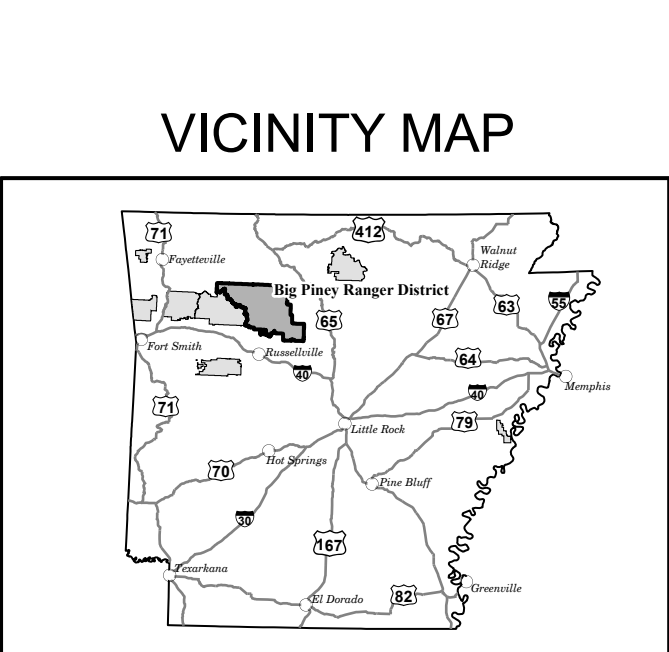 VICINITY MAP
71
412
Fayetteville
Walnut
Ridge
Big Piney Ranger District
65
67
63
55
Fort Smith
Russellville
40
64
Memphis
71
40
79
Little Rock
70
Hot Springs
Pine Bluff
30
167
Texarkana
El Dorado
82
Greenville